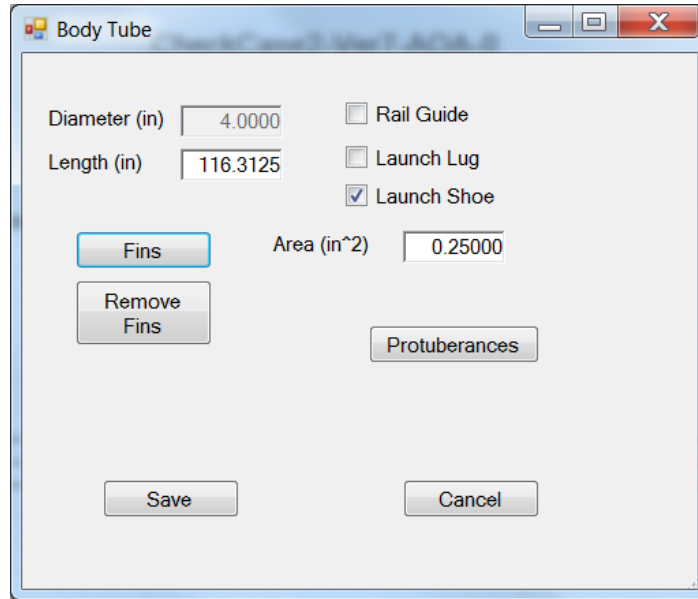 Body Tube
Diameter (in) 4.0000
Rail Guide
Length (in) 116.3125
Launch Lug
Launch Shoe
Fins
Area (in^2) 0.25000
Remove
Fins
Protuberances
Save
Cancel